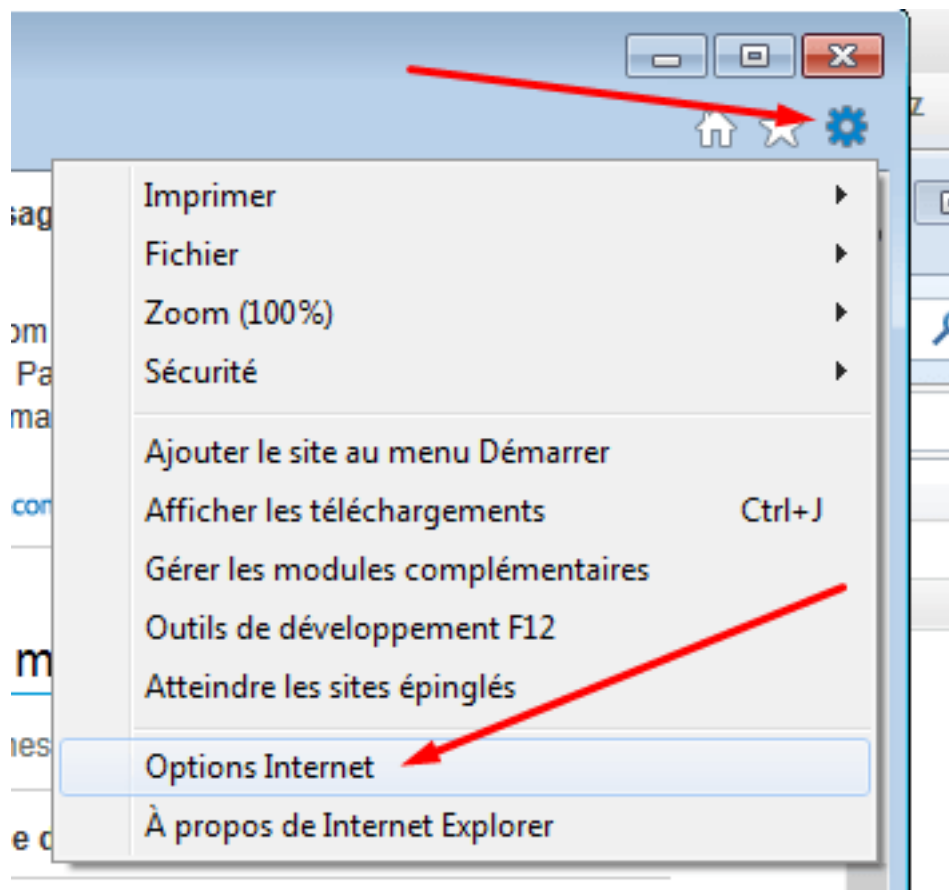 Imprimer
Fichier
Zoom (100%)
Sécurité
Ajouter le site au menu Démarrer
Afficher les téléchargements Ctrl+J
Gérer les modules complémentaires
Outils de développement F12
Atteindre les sites épinglés
Options Internet
À propos de Internet Explorer